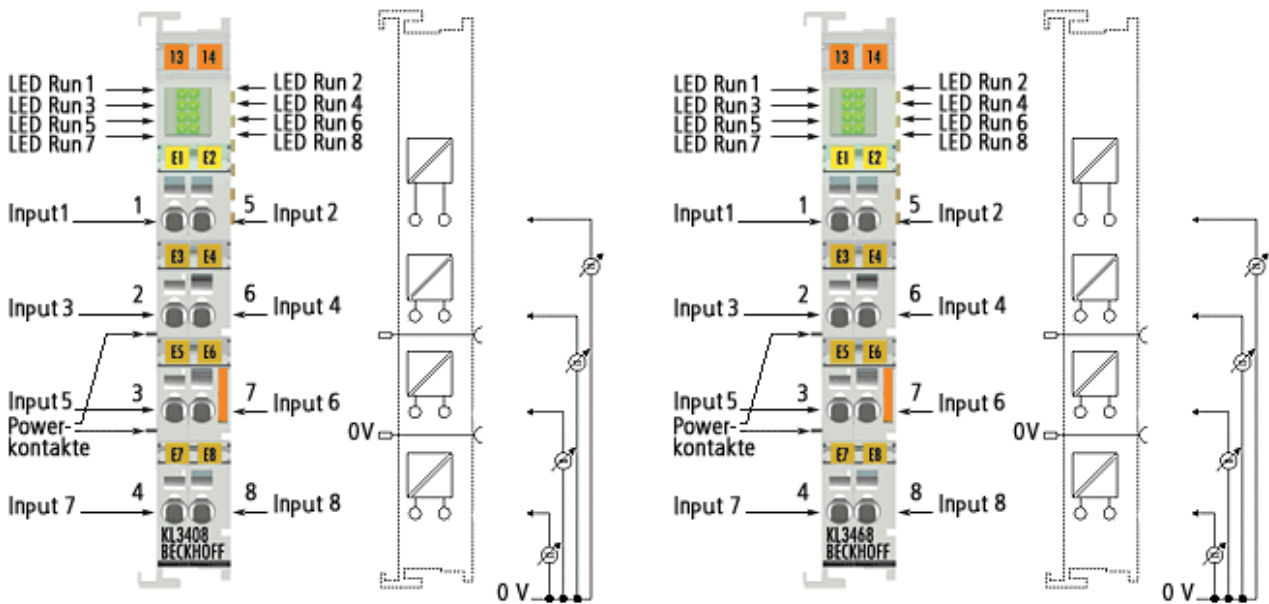 13 14
LED Run 1
LED Run 2
LED Run 3
LED Run 4
LED Run 5
LED Run 6
LED Run 7
LED Run 8
E1 E2
Input1
1
5
Input 2
E3 E4
Input 3
2
6
Input 4
E5 E6
Input 5
3
7
Input 6
Power-
kontakte
0V
E7 E8
Input 7
4
8
Input 8
KL3408
BECKHOFF
0 V
13 14
LED Run 1
LED Run 2
LED Run 3
LED Run 4
LED Run 5
LED Run 6
LED Run 7
LED Run 8
E1 E2
Input1
1
5
Input 2
E3 E4
Input 3
2
6
Input 4
E5 E6
Input 5
3
7
Input 6
Power-
kontakte
0V
E7 E8
Input 7
4
8
Input 8
KL3468
BECKHOFF
0 V